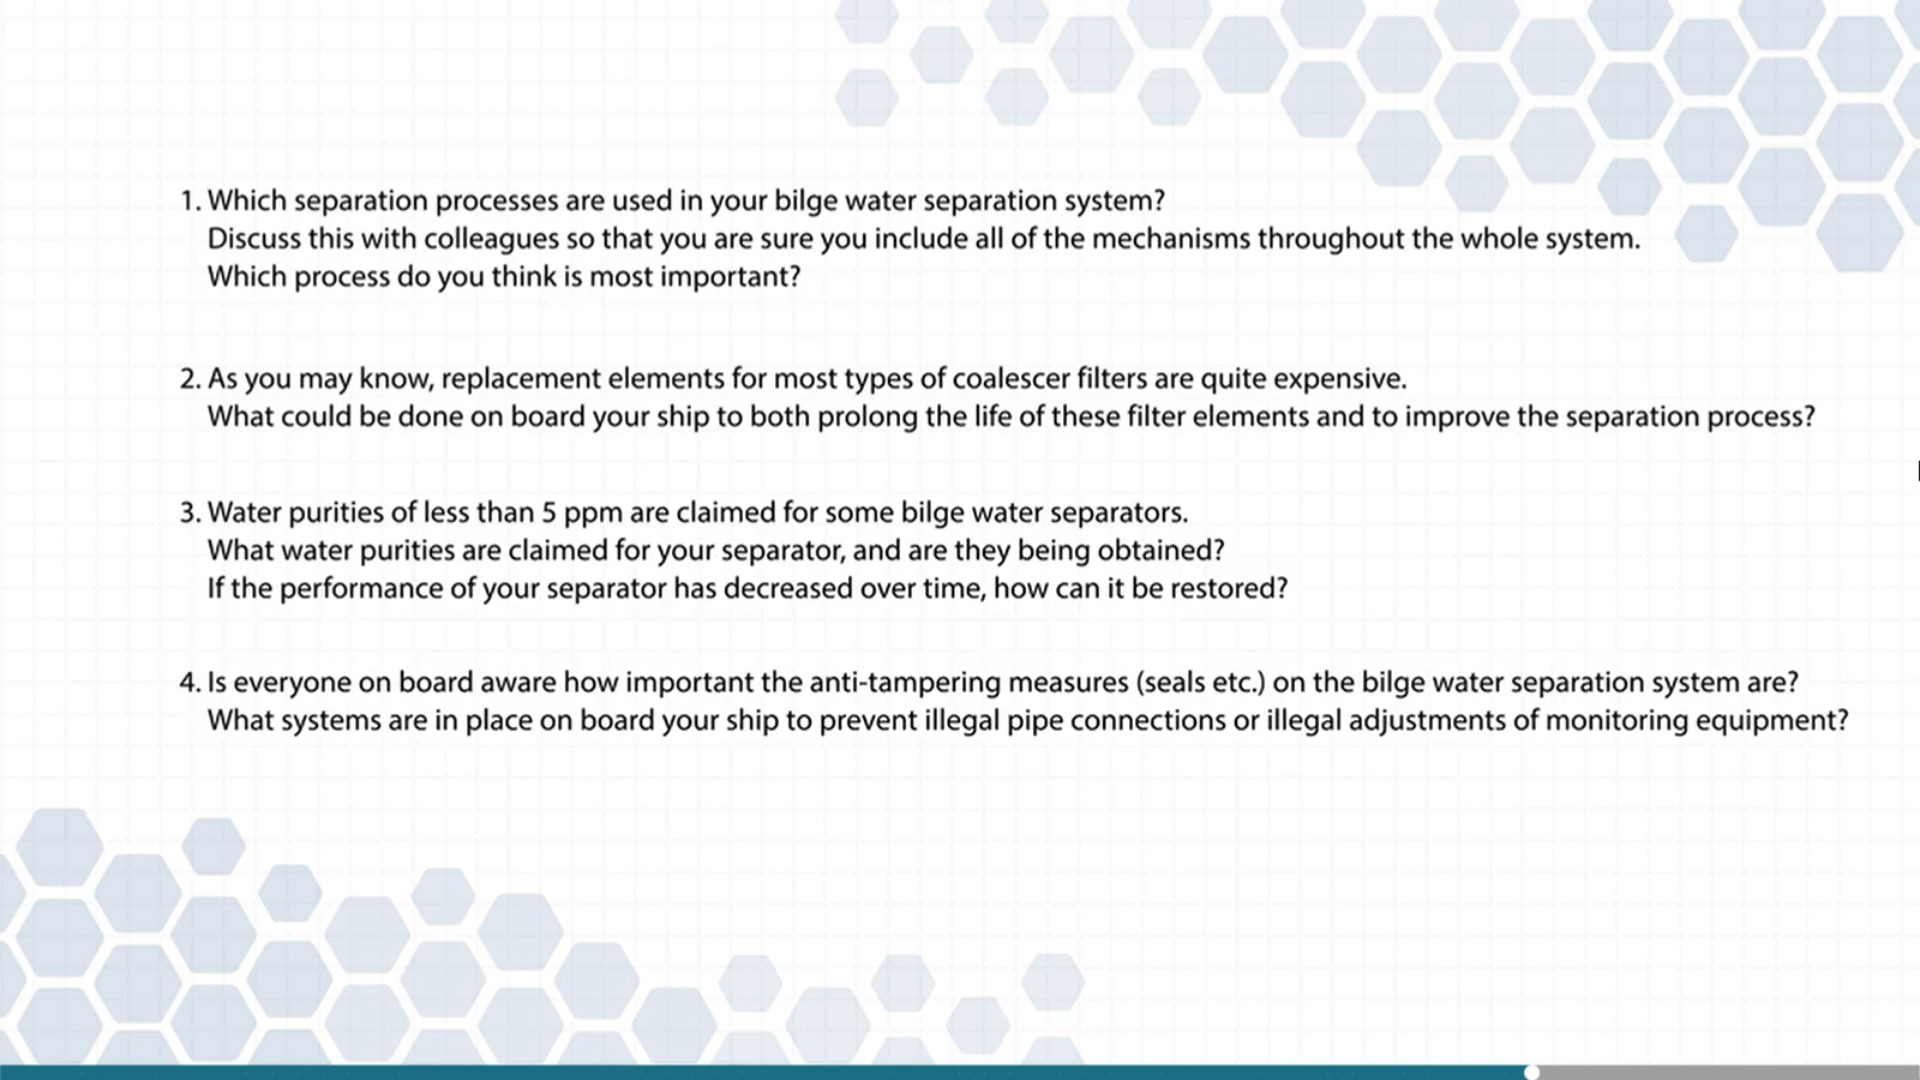 1. Which separation processes are used in your bilge water separation system?
Discuss this with colleagues so that you are sure you include all of the mechanisms throughout the whole system.
Which process do you think is most important?
2. As you may know, replacement elements for most types of coalescer filters are quite expensive.
What could be done on board your ship to both prolong the life of these filter elements and to improve the separation process?
3. Water purities of less than 5 ppm are claimed for some bilge water separators.
What water purities are claimed for your separator, and are they being obtained?
If the performance of your separator has decreased over time, how can it be restored?
4. Is everyone on board aware how important the anti-tampering measures (seals etc.) on the bilge water separation system are?
What systems are in place on board your ship to prevent illegal pipe connections or illegal adjustments of monitoring equipment?